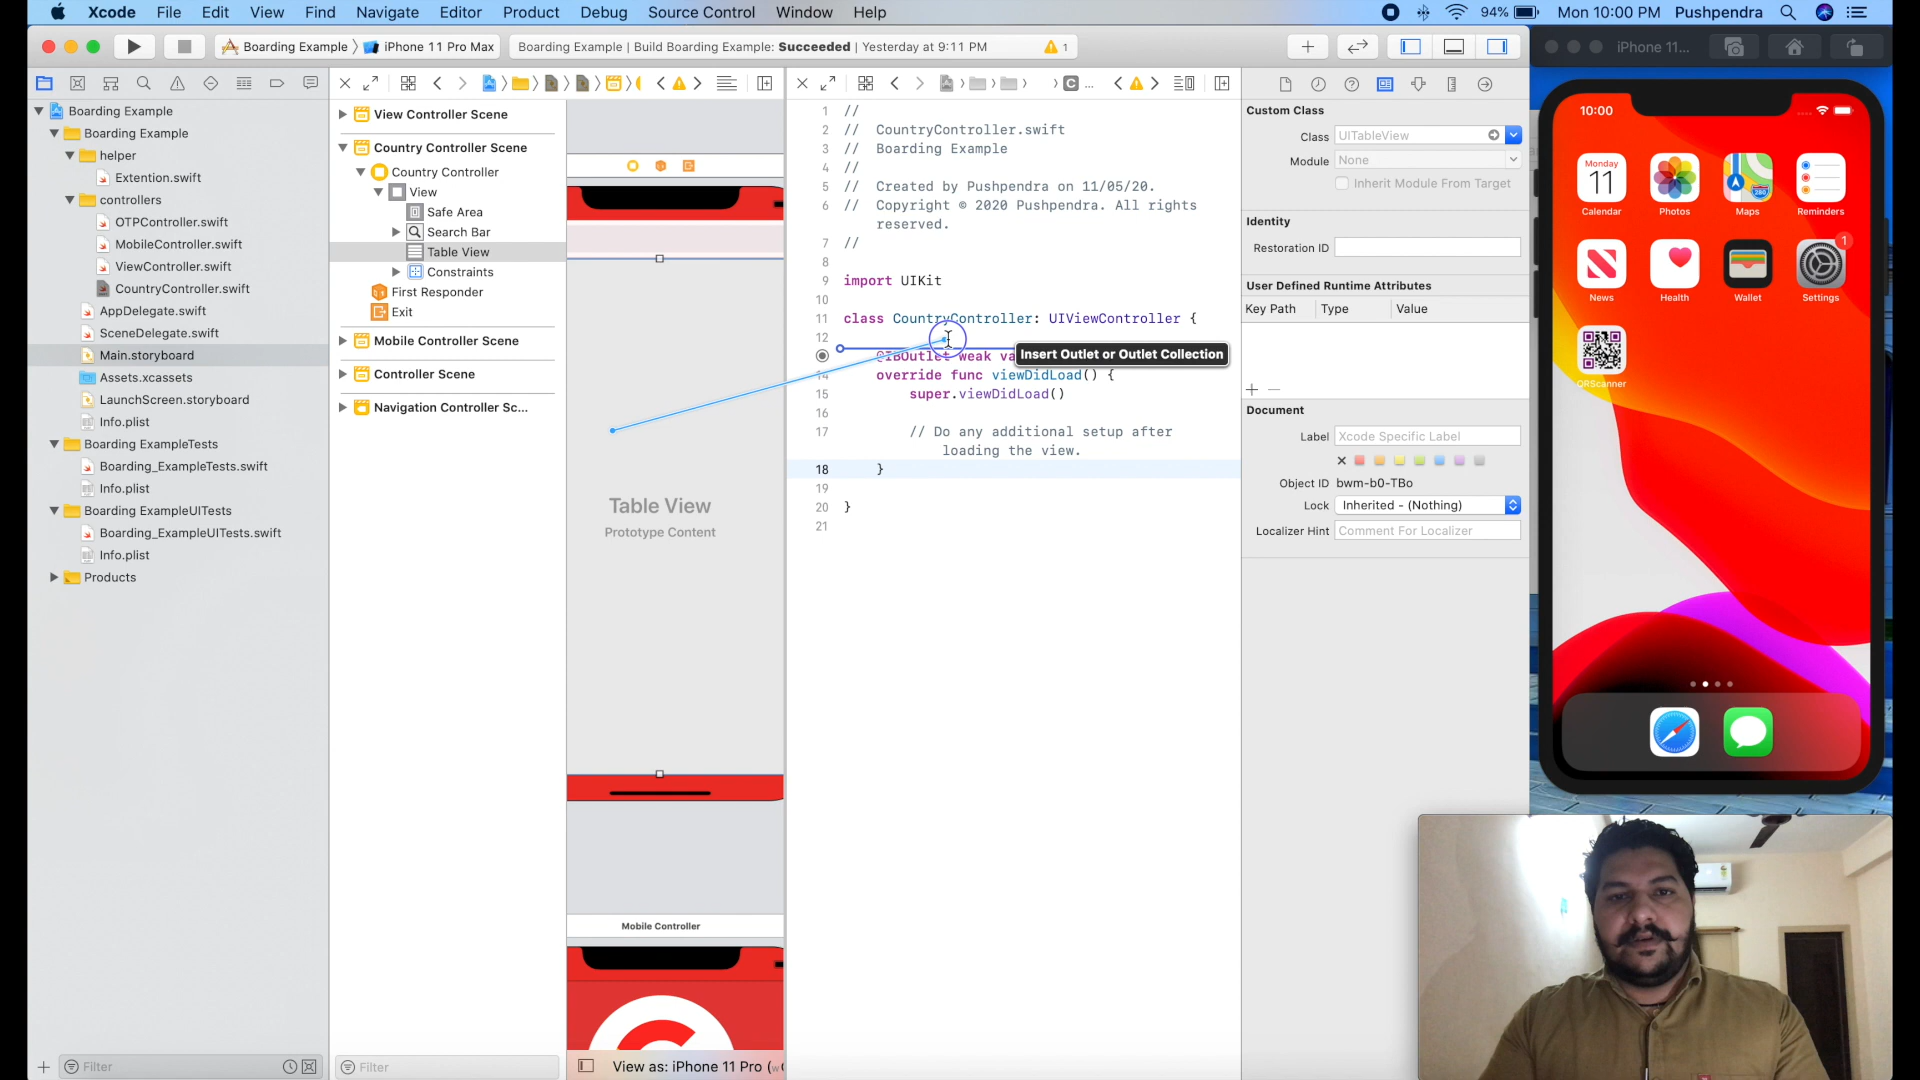 Xcode File Edit View Find Navigate Editor Product Debug Source Control Window Help 94% Mon 10:00 PM Pushpendra
Boarding Example iPhone 11 Pro Max Boarding Example | Build Boarding Example: Succeeded | Yesterday at 9:11 PM 1 iPhone 11...
Boarding Example
Boarding Example
helper
Extention.swift
controllers
OTPController.swift
MobileController.swift
ViewController.swift
CountryController.swift
AppDelegate.swift
SceneDelegate.swift
Main.storyboard
Assets.xcassets
LaunchScreen.storyboard
Info.plist
Boarding ExampleTests
Boarding_ExampleTests.swift
Info.plist
Boarding ExampleUITests
Boarding_ExampleUITests.swift
Info.plist
Products
Filter
View Controller Scene
Country Controller Scene
Country Controller
View
Safe Area
Search Bar
Table View
Constraints
First Responder
Exit
Mobile Controller Scene
Controller Scene
Navigation Controller Sc...
Filter
Table View
Prototype Content
Mobile Controller
View as: iPhone 11 Pro
C ...
1 //
2 // CountryController.swift
3 // Boarding Example
4 //
5 // Created by Pushpendra on 11/05/20.
6 // Copyright © 2020 Pushpendra. All rights
reserved.
7 //
8
9 import UIKit
10
11 class CountryController: UIViewController {
12
@IBOutlet weak va
Insert Outlet or Outlet Collection
14 override func viewDidLoad() {
15 super.viewDidLoad()
16
17 // Do any additional setup after
loading the view.
18 }
19
20 }
21
Custom Class
Class UITableView
Module None
Inherit Module From Target
Identity
Restoration ID
User Defined Runtime Attributes
Key Path Type Value
Document
Label Xcode Specific Label
Object ID bwm-b0-TBo
Lock Inherited - (Nothing)
Localizer Hint Comment For Localizer
10:00
Monday
11
280
1
Calendar Photos Maps Reminders
News Health Wallet Settings
QRScanner